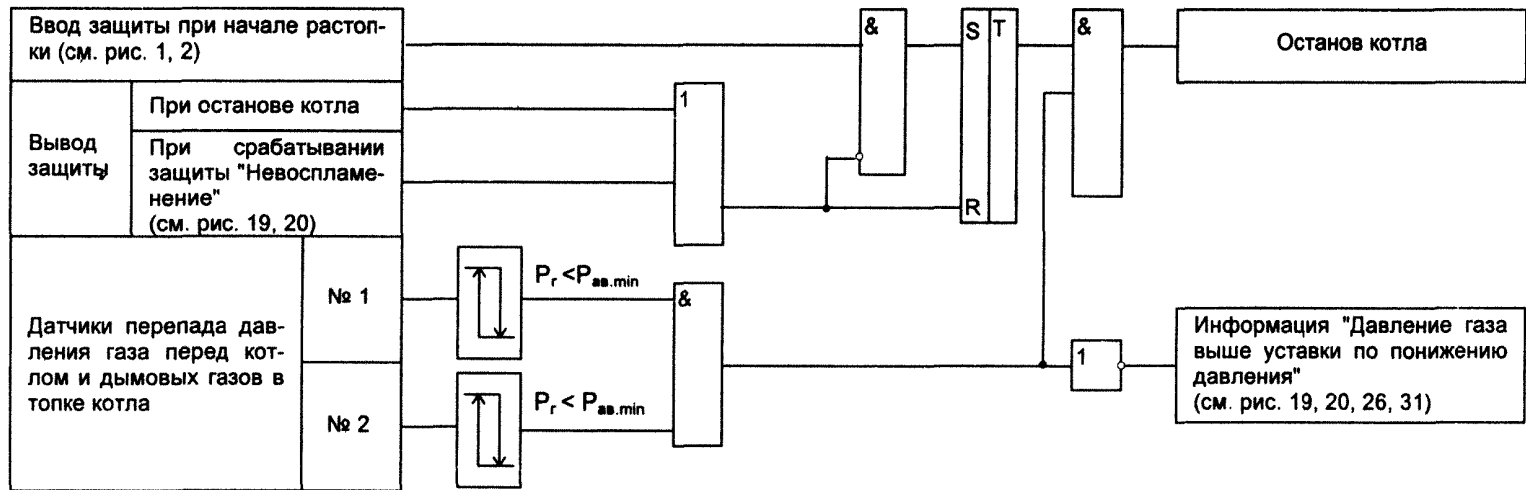 Ввод защиты при начале растоп-
ки (см. рис. 1, 2)
Вывод
защиты
При останове котла
При срабатывании
защиты "Невоспламе-
нение"
(см. рис. 19, 20)
Датчики перепада дав-
ления газа перед кот-
лом и дымовых газов в
топке котла
№ 1
№ 2
Pг <Pав.min
Pг < Pав.min
1
&
&
S T
R
&
1
Останов котла
Информация "Давление газа
выше уставки по понижению
давления"
(см. рис. 19, 20, 26, 31)